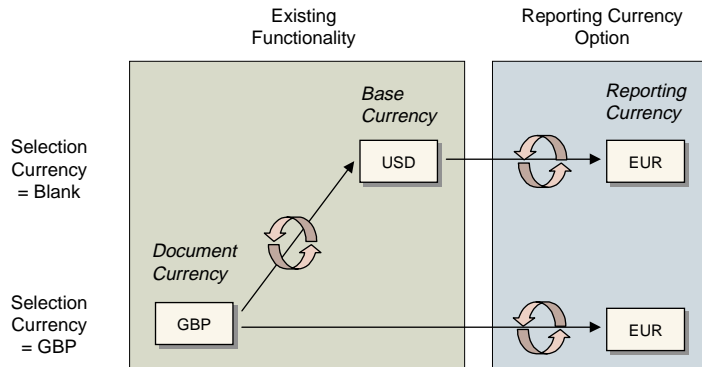 Existing
Functionality
Reporting Currency
Option
Base
Currency
Reporting
Currency
Selection
Currency
= Blank
USD
EUR
Document
Currency
Selection
Currency
= GBP
GBP
EUR